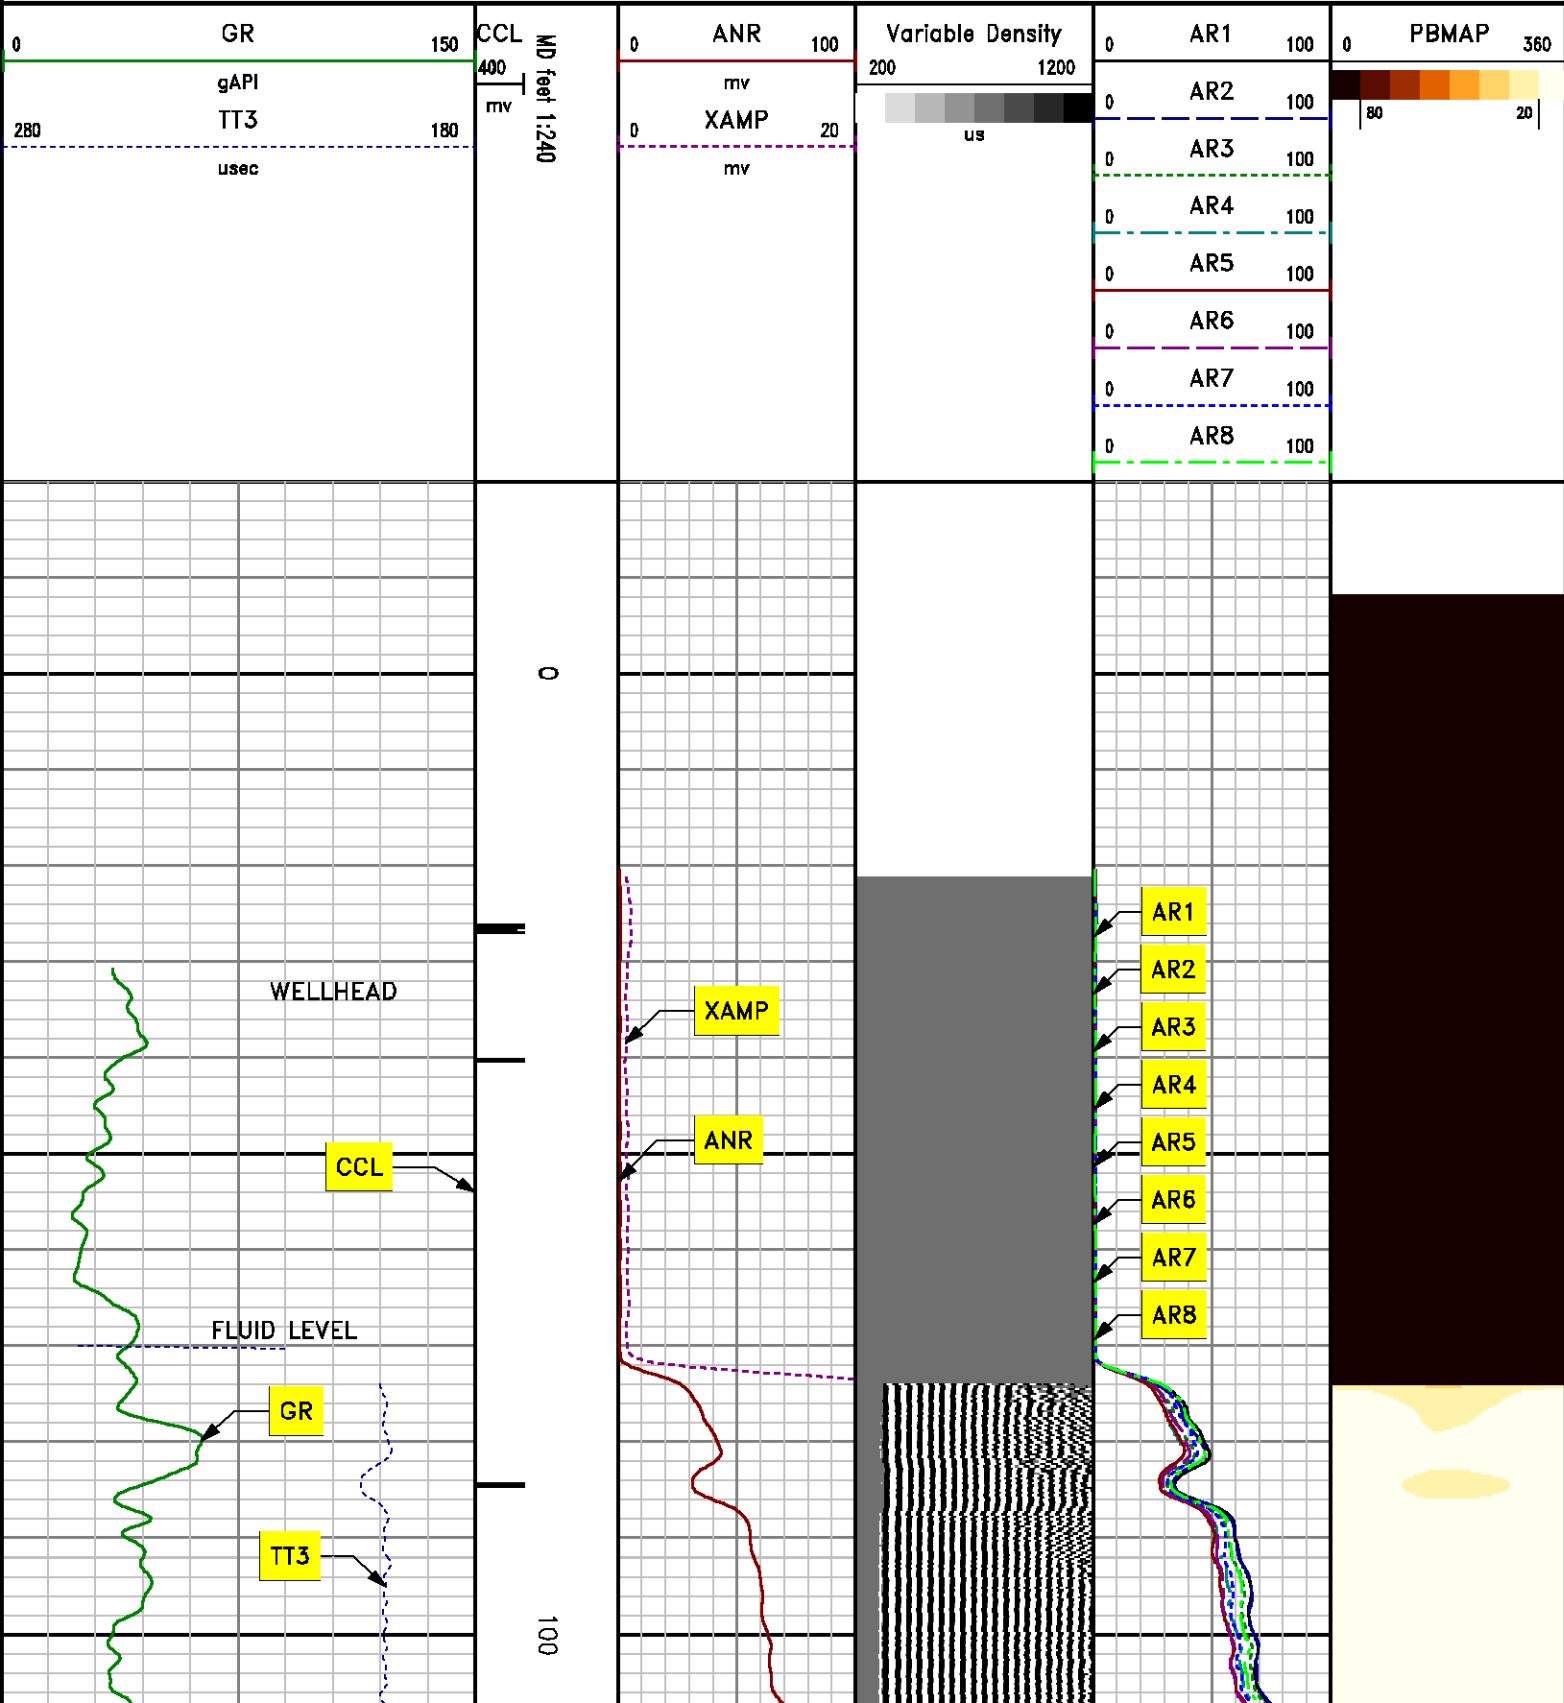 GR
0 150
gAPI
TT3
280 180
usec
CCL
400
mv
MD feet 1:240
ANR
0 100
mv
XAMP
0 20
mv
Variable Density
200 1200
us
AR1
0 100
AR2
0 100
AR3
0 100
AR4
0 100
AR5
0 100
AR6
0 100
AR7
0 100
AR8
0 100
PBMAP
0 360
80 20
0
WELLHEAD
CCL
FLUID LEVEL
GR
TT3
100
XAMP
ANR
AR1
AR2
AR3
AR4
AR5
AR6
AR7
AR8